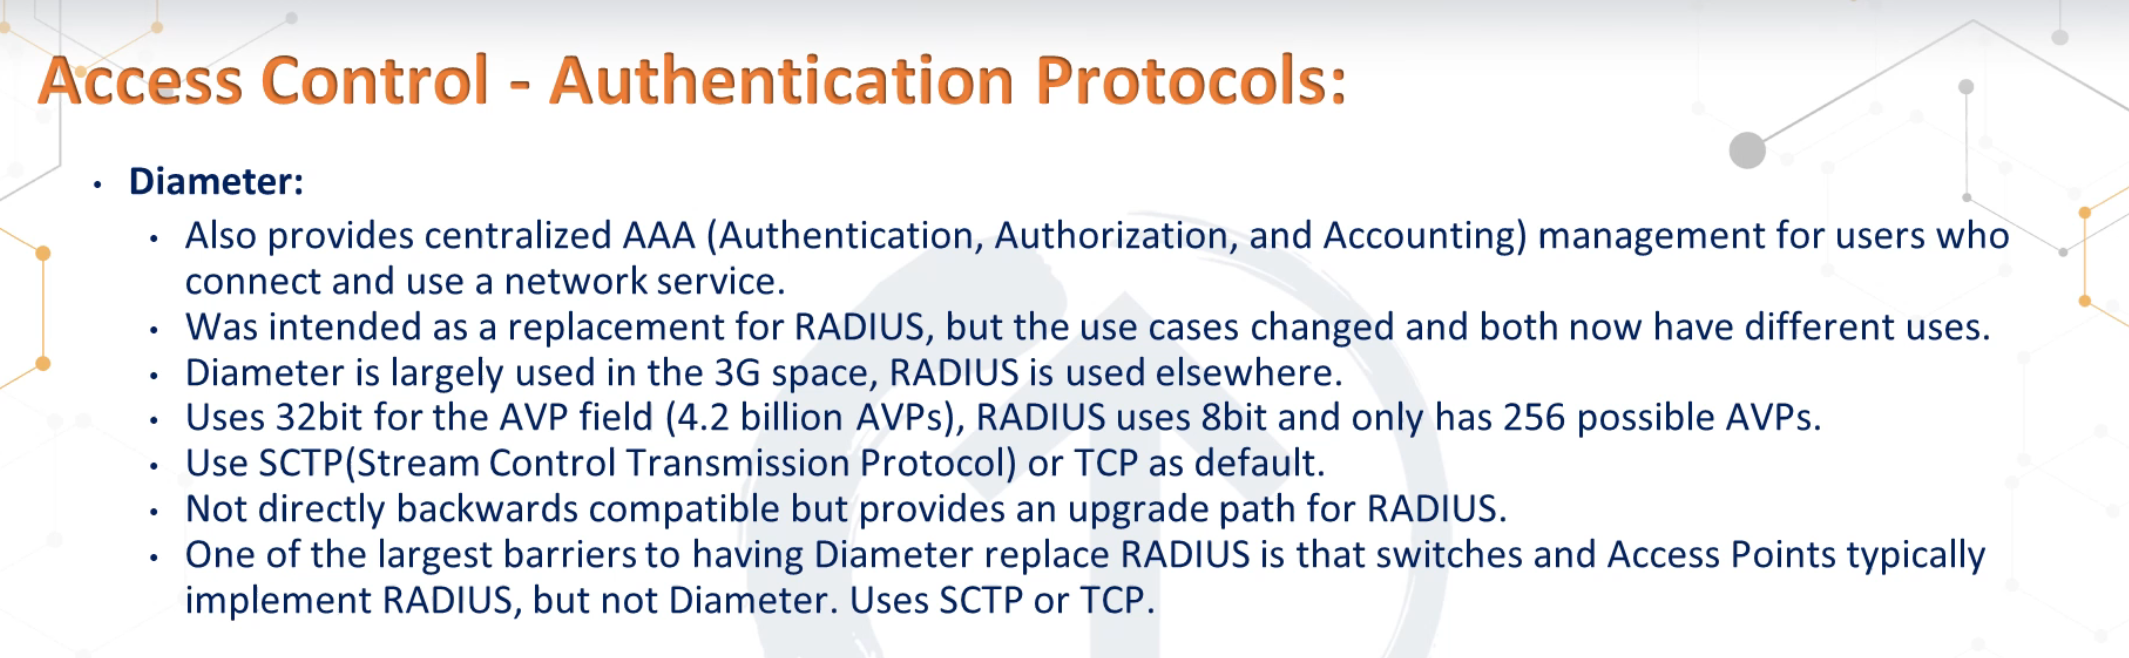 Access Control - Authentication Protocols:
• Diameter:
• Also provides centralized AAA (Authentication, Authorization, and Accounting) management for users who
connect and use a network service.
• Was intended as a replacement for RADIUS, but the use cases changed and both now have different uses.
• Diameter is largely used in the 3G space, RADIUS is used elsewhere.
• Uses 32bit for the AVP field (4.2 billion AVPs), RADIUS uses 8bit and only has 256 possible AVPs.
• Use SCTP(Stream Control Transmission Protocol) or TCP as default.
• Not directly backwards compatible but provides an upgrade path for RADIUS.
• One of the largest barriers to having Diameter replace RADIUS is that switches and Access Points typically
implement RADIUS, but not Diameter. Uses SCTP or TCP.